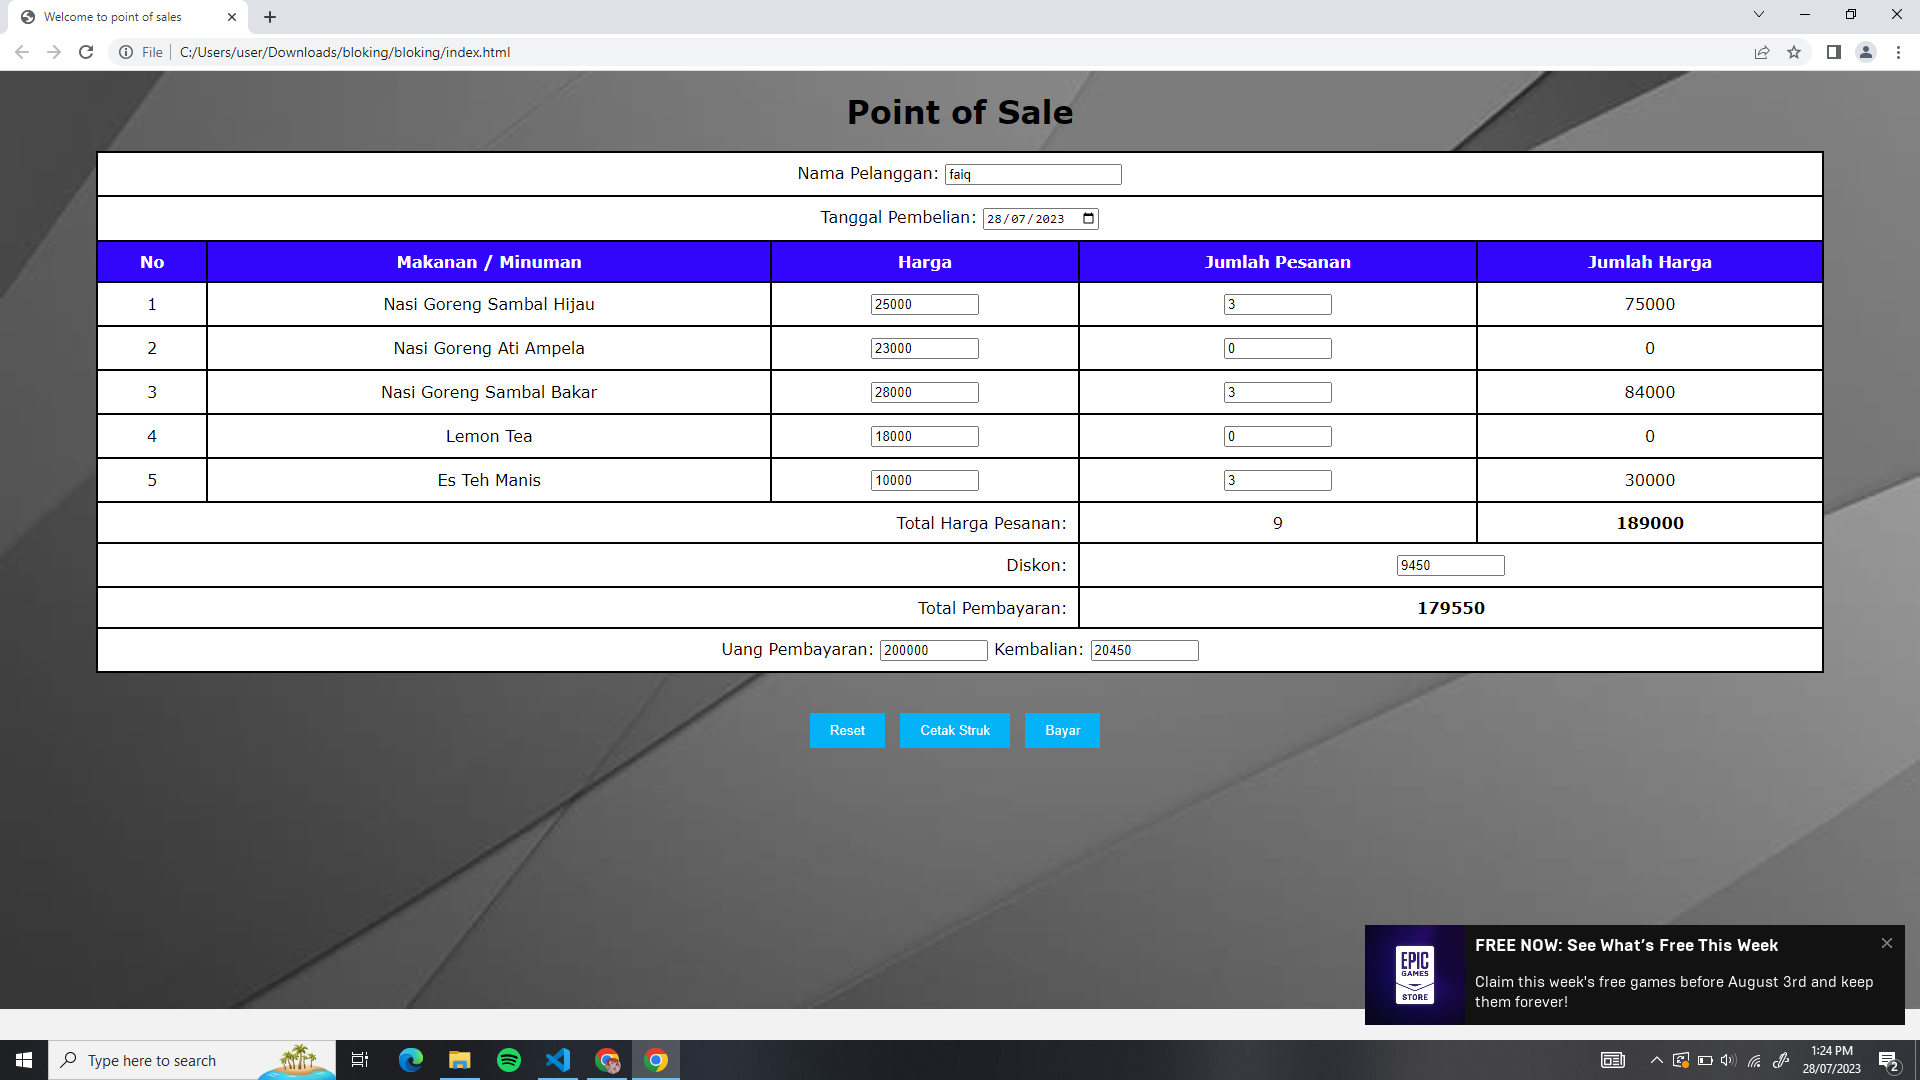 Welcome to point of sales
File C:/Users/user/Downloads/bloking/bloking/index.html
Point of Sale
Nama Pelanggan: faiq
Tanggal Pembelian: 28/07/2023
No Makanan / Minuman Harga Jumlah Pesanan Jumlah Harga
1 Nasi Goreng Sambal Hijau 25000 3 75000
2 Nasi Goreng Ati Ampela 23000 0 0
3 Nasi Goreng Sambal Bakar 28000 3 84000
4 Lemon Tea 18000 0 0
5 Es Teh Manis 10000 3 30000
Total Harga Pesanan: 9 189000
Diskon: 9450
Total Pembayaran: 179550
Uang Pembayaran: 200000 Kembalian: 20450
Reset Cetak Struk Bayar
EPIC
GAMES
STORE
FREE NOW: See What's Free This Week
Claim this week's free games before August 3rd and keep
them forever!
Type here to search
1:24 PM
28/07/2023
2